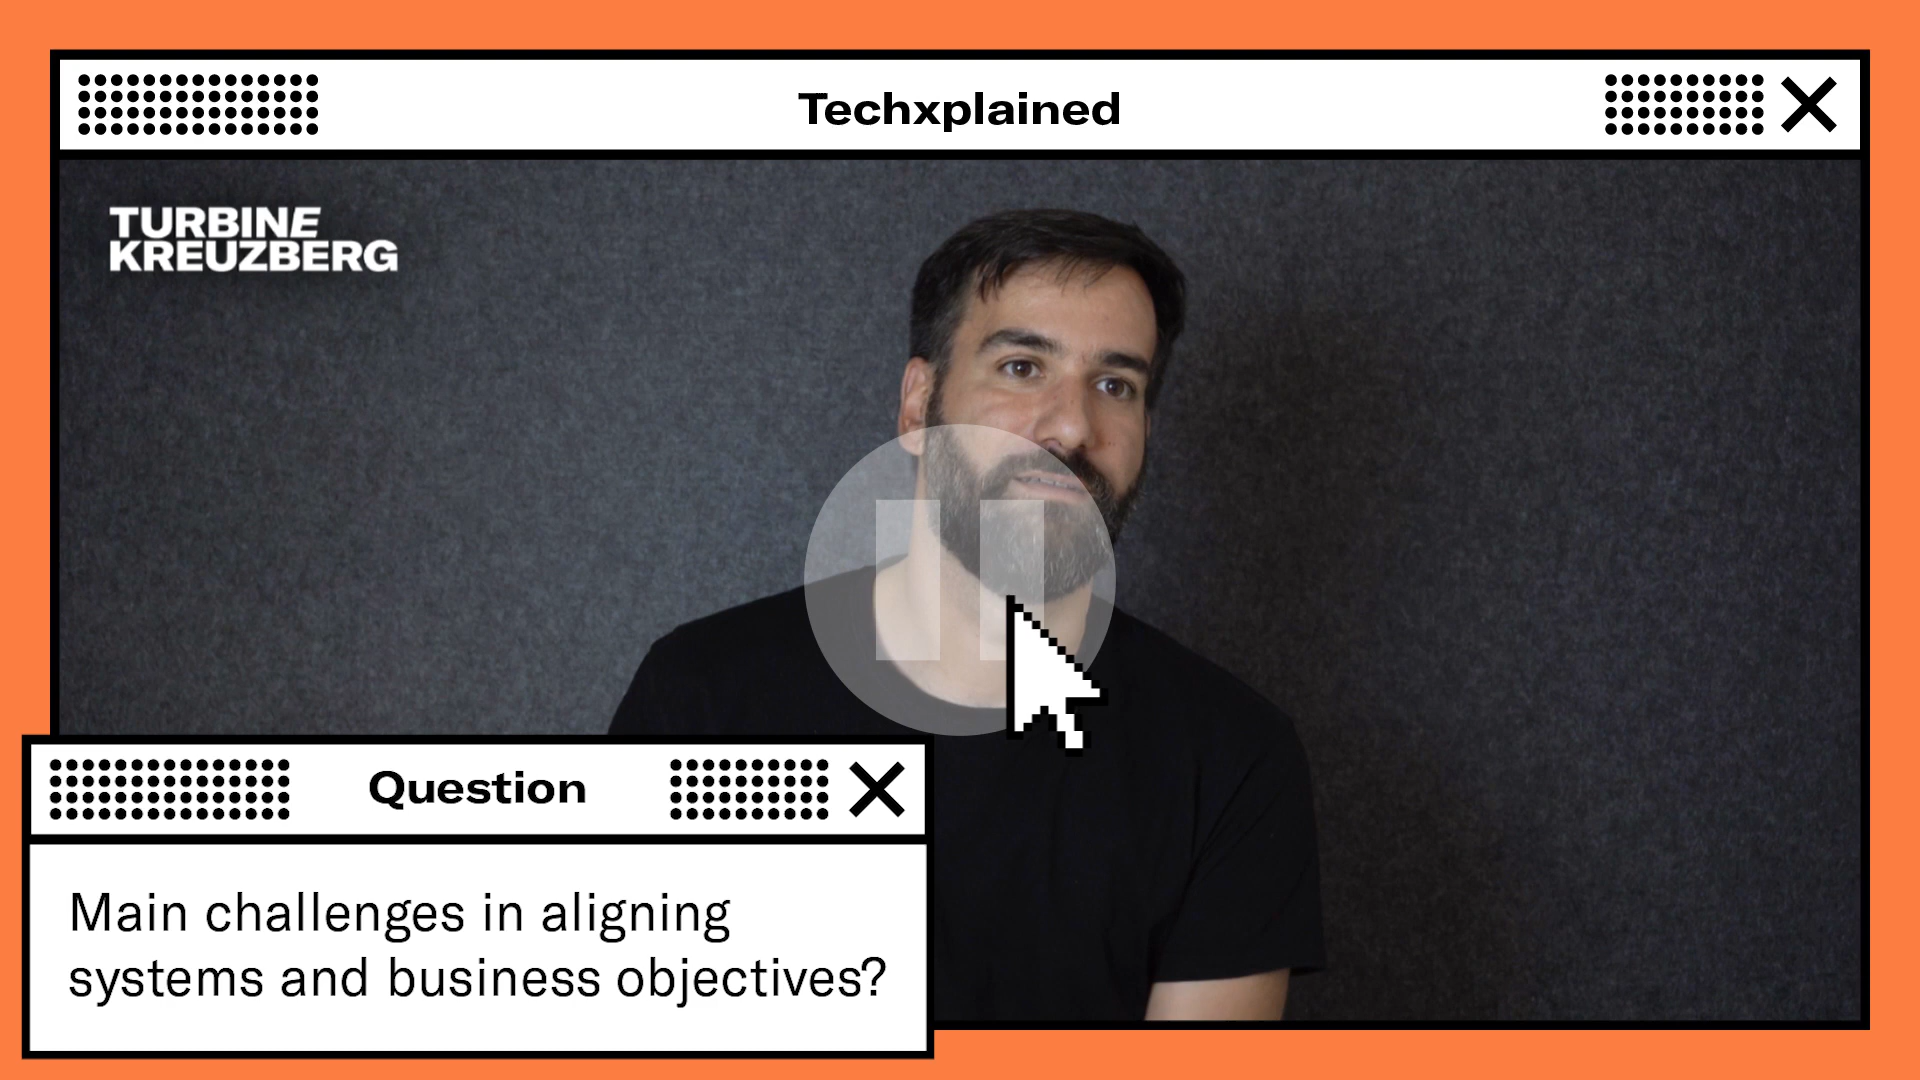 Techxplained
TURBINE
KREUZBERG
Question
Main challenges in aligning
systems and business objectives?